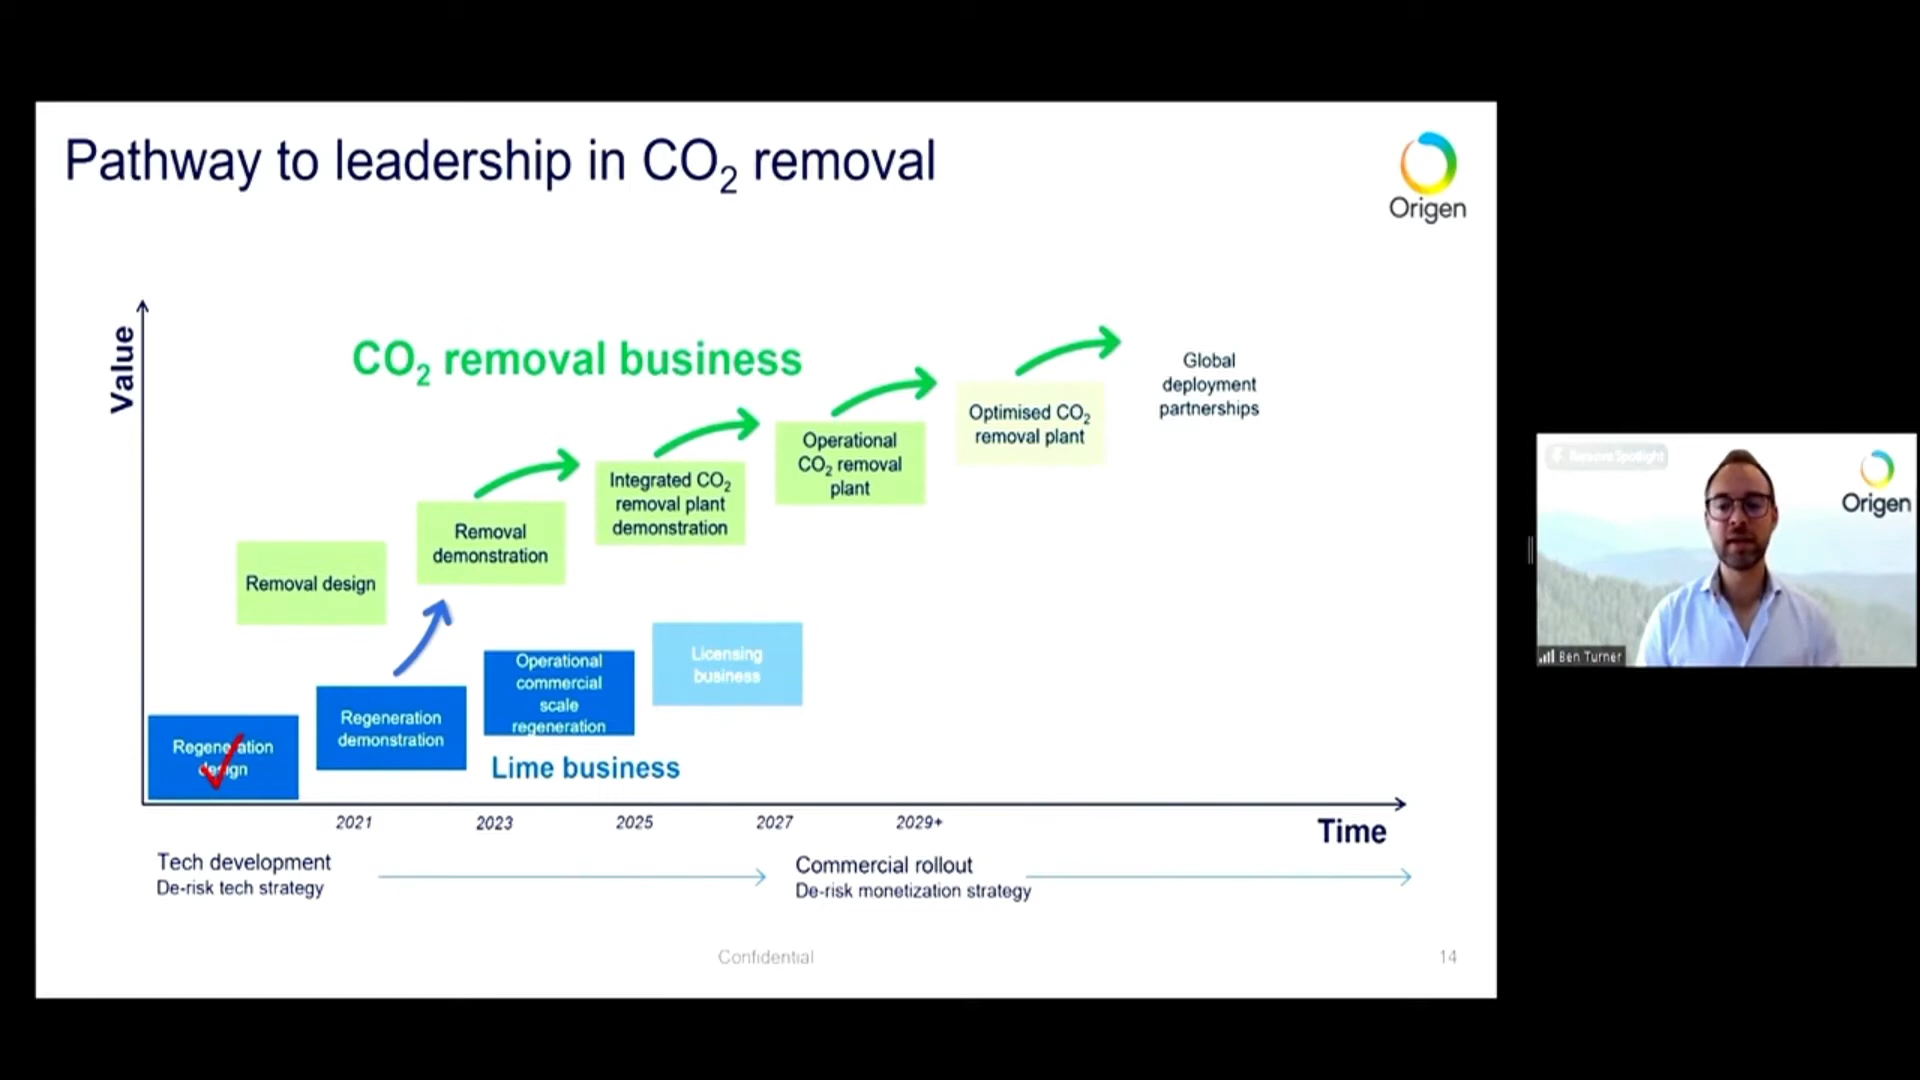 Pathway to leadership in CO₂ removal
Origen
Value
CO₂ removal business
Global
deployment
partnerships
Optimised CO₂
removal plant
Operational
CO₂ removal
plant
Integrated CO₂
removal plant
demonstration
Removal
demonstration
Removal design
Licensing
business
Operational
commercial
scale
regeneration
Regeneration
demonstration
Regeneration
design
Lime business
2021
2023
2025
2027
2029+
Time
Tech development
De-risk tech strategy
Commercial rollout
De-risk monetization strategy
Confidential
14
Remove Spotlight
Origen
Ben Turner